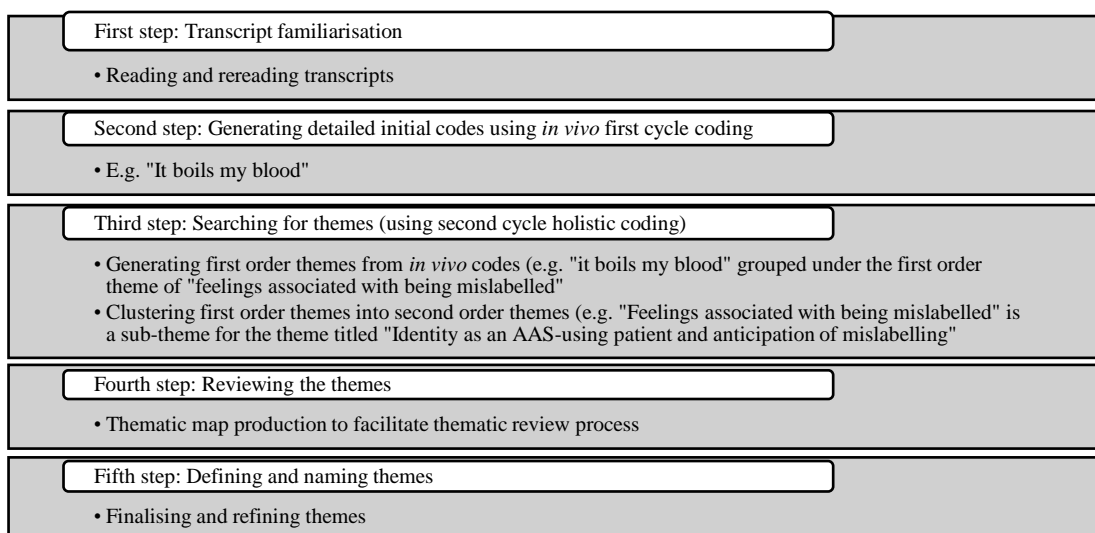 First step: Transcript familiarisation
• Reading and rereading transcripts
Second step: Generating detailed initial codes using in vivo first cycle coding
• E.g. "It boils my blood"
Third step: Searching for themes (using second cycle holistic coding)
• Generating first order themes from in vivo codes (e.g. "it boils my blood" grouped under the first order
theme of "feelings associated with being mislabelled"
• Clustering first order themes into second order themes (e.g. "Feelings associated with being mislabelled" is
a sub-theme for the theme titled "Identity as an AAS-using patient and anticipation of mislabelling"
Fourth step: Reviewing the themes
• Thematic map production to facilitate thematic review process
Fifth step: Defining and naming themes
• Finalising and refining themes